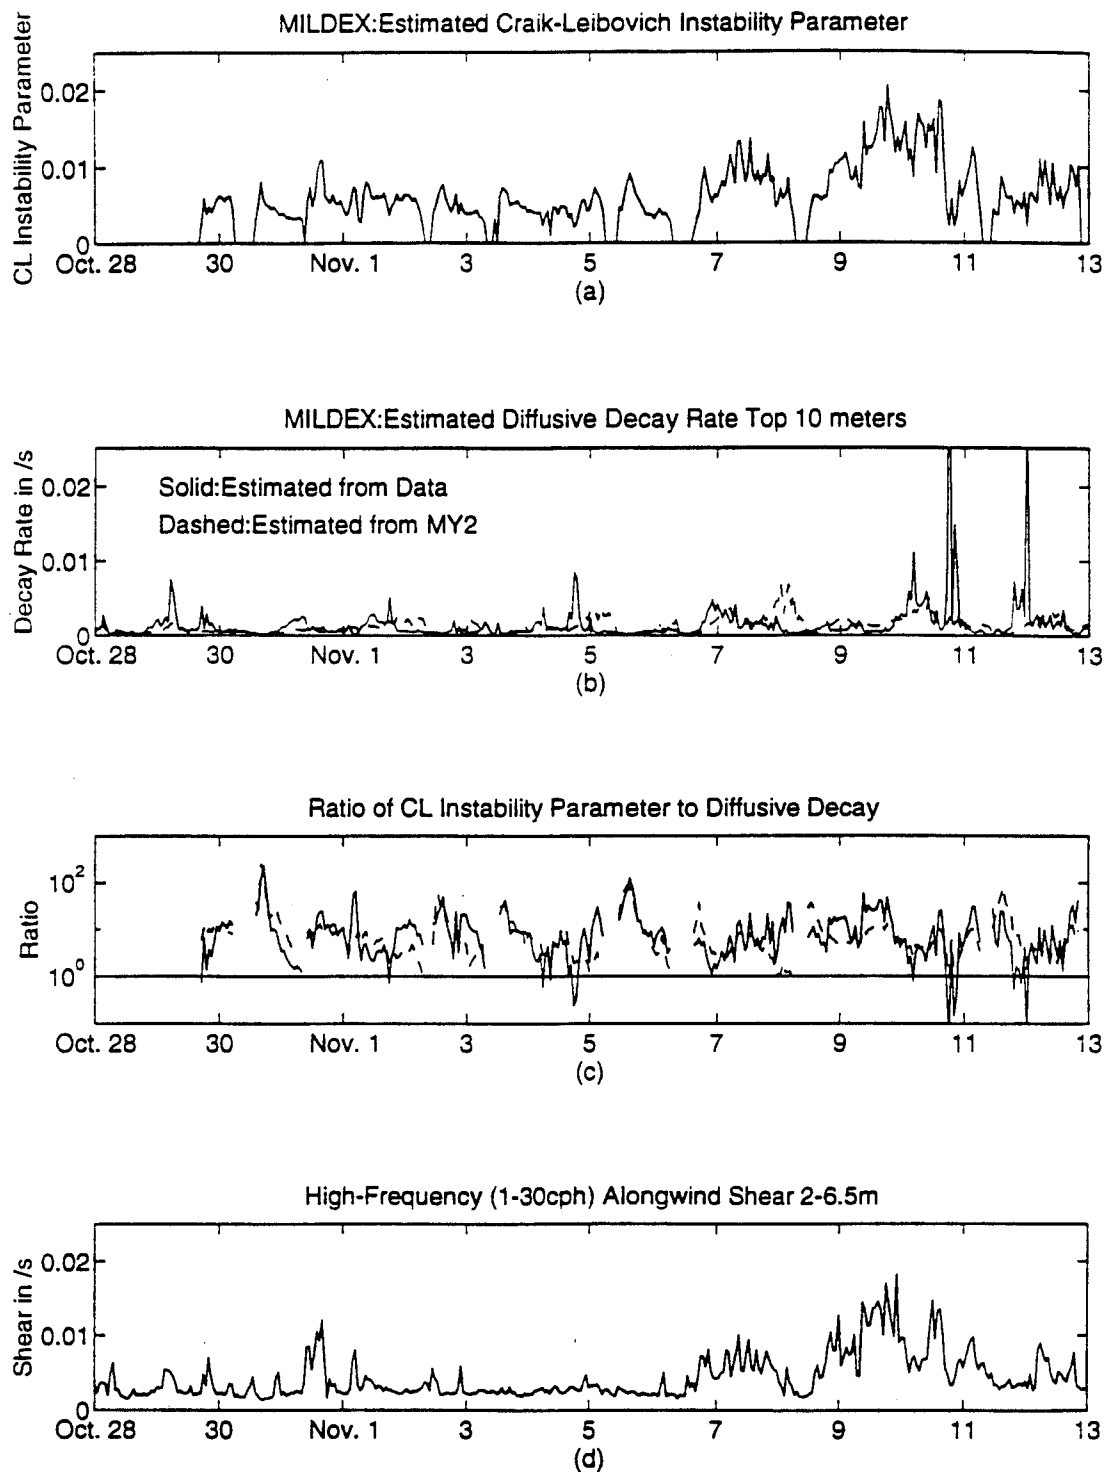 MILDEX:Estimated Craik-Leibovich Instability Parameter
CL Instability Parameter
0.02
0.01
0
Oct. 28 30 Nov. 1 3 5 7 9 11 13
(a)
MILDEX:Estimated Diffusive Decay Rate Top 10 meters
Decay Rate in /s
0.02
0.01
0
Solid:Estimated from Data
Dashed:Estimated from MY2
Oct. 28 30 Nov. 1 3 5 7 9 11 13
(b)
Ratio of CL Instability Parameter to Diffusive Decay
Ratio
10²
10⁰
Oct. 28 30 Nov. 1 3 5 7 9 11 13
(c)
High-Frequency (1-30cph) Alongwind Shear 2-6.5m
Shear in /s
0.02
0.01
0
Oct. 28 30 Nov. 1 3 5 7 9 11 13
(d)